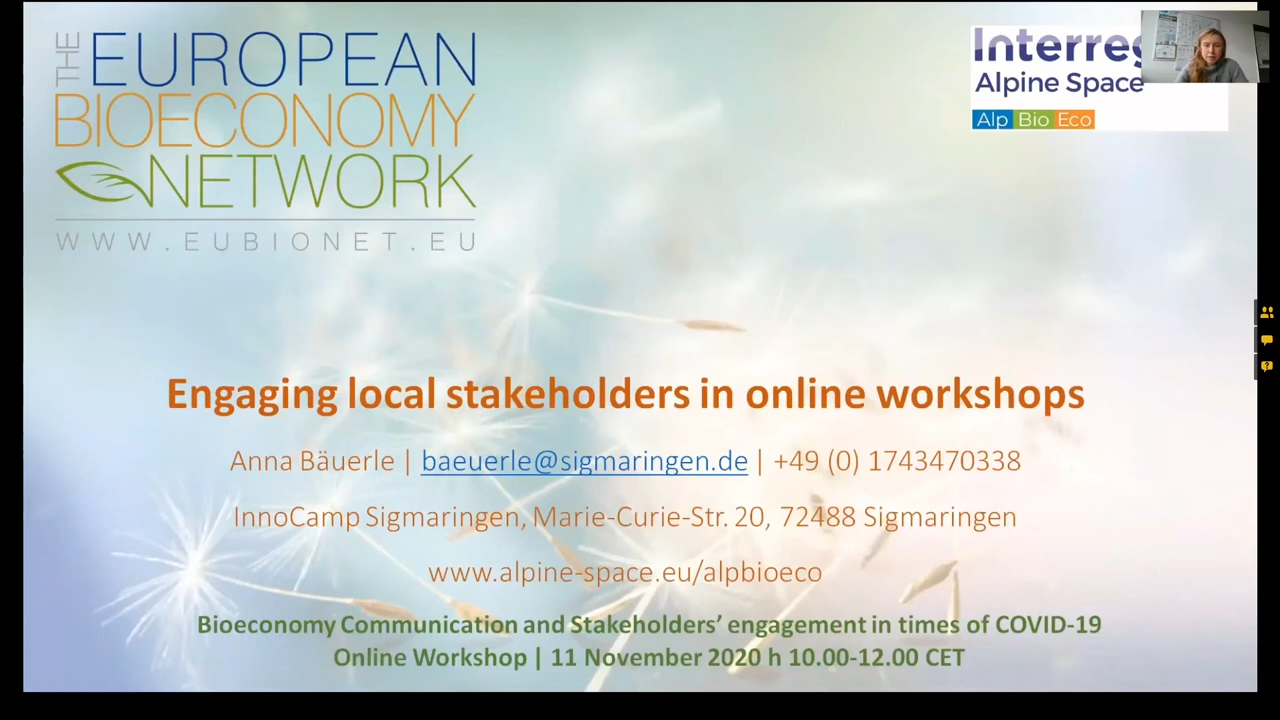 THE EUROPEAN
BIOECONOMY
NETWORK
WWW.EUBIONET.EU
Interreg
Alpine Space
Alp Bio Eco
Engaging local stakeholders in online workshops
Anna Bäuerle | baeuerle@sigmaringen.de | +49 (0) 1743470338
InnoCamp Sigmaringen, Marie-Curie-Str. 20, 72488 Sigmaringen
www.alpine-space.eu/alpbioeco
Bioeconomy Communication and Stakeholders’ engagement in times of COVID-19
Online Workshop | 11 November 2020 h 10.00-12.00 CET